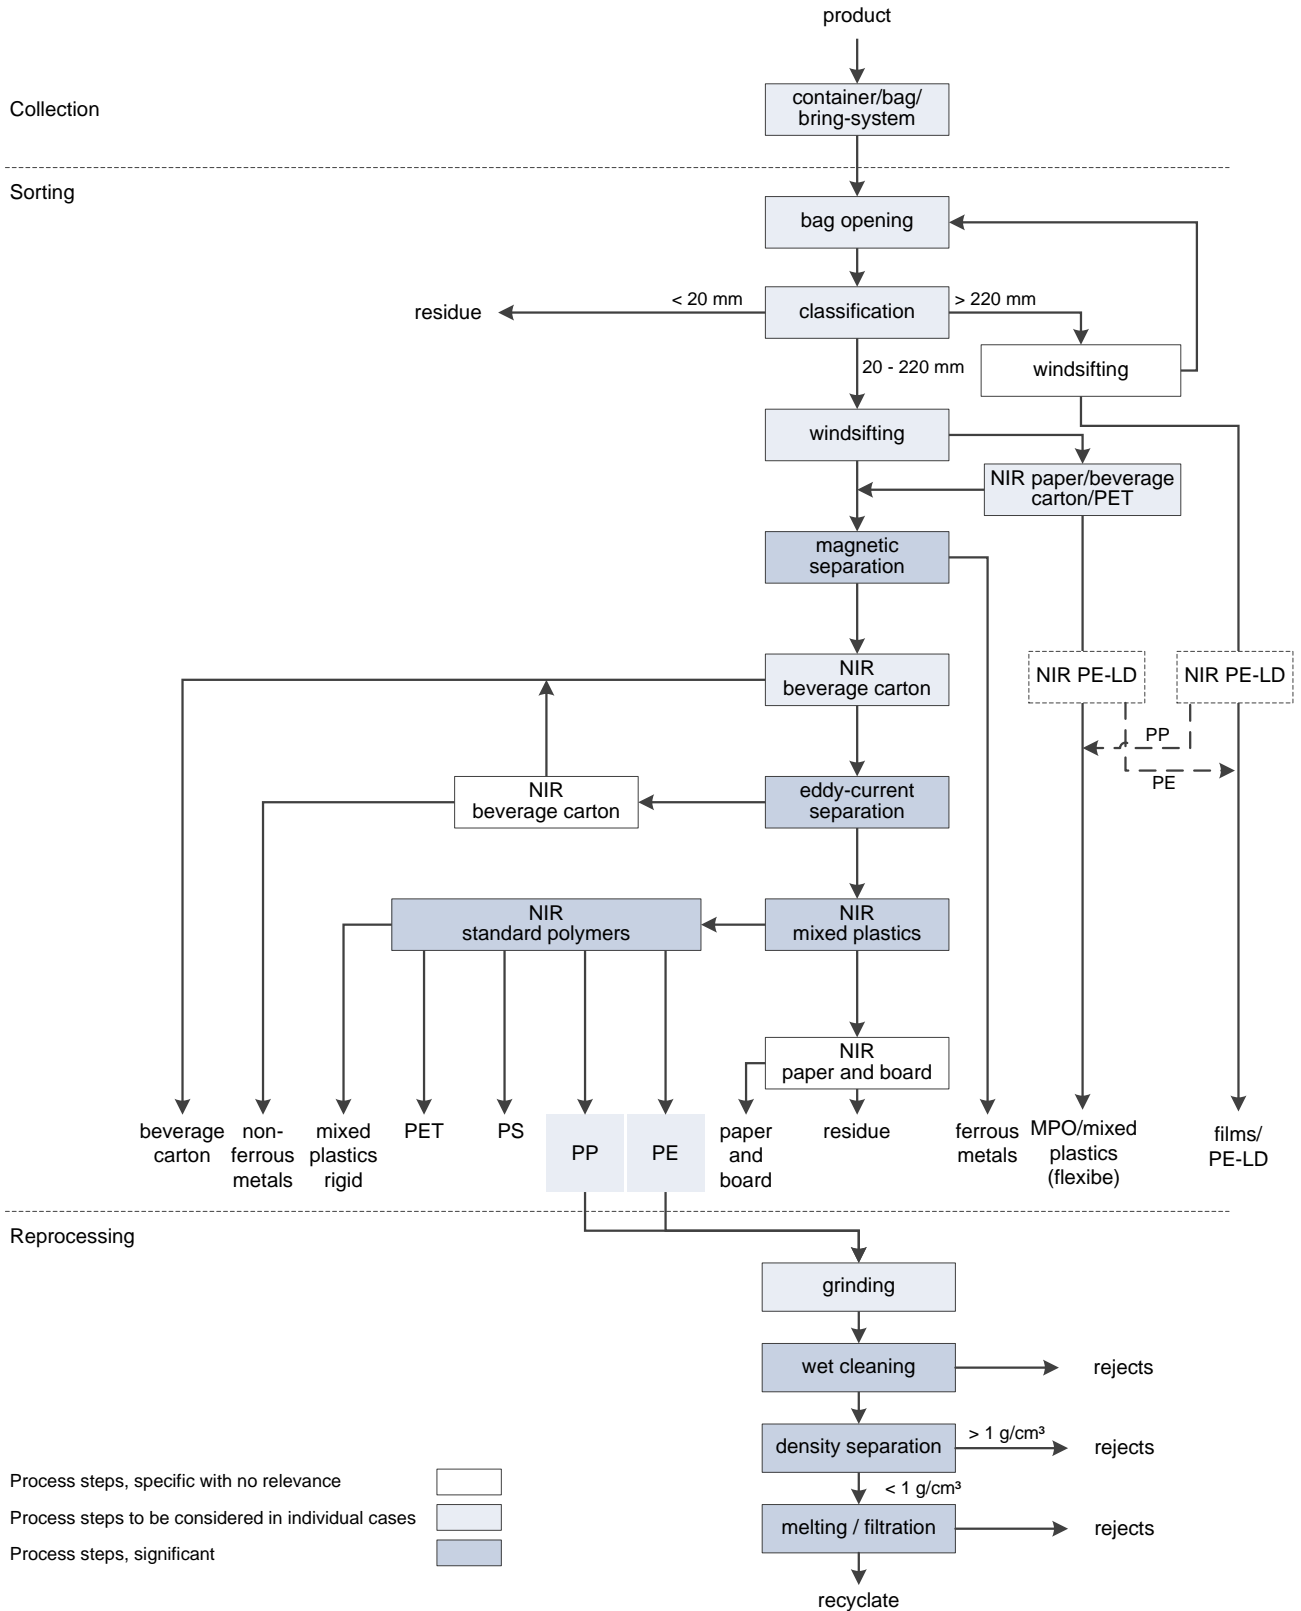 product
Collection
container/bag/
bring-system
Sorting
bag opening
residue
< 20 mm
classification
> 220 mm
20 - 220 mm
windsifting
windsifting
NIR paper/beverage
carton/PET
magnetic
separation
NIR
beverage carton
NIR PE-LD
NIR PE-LD
PP
PE
NIR
beverage carton
eddy-current
separation
NIR
standard polymers
NIR
mixed plastics
NIR
paper and board
beverage
carton
non-
ferrous
metals
mixed
plastics
rigid
PET
PS
PP
PE
paper
and
board
residue
ferrous
metals
MPO/mixed
plastics
(flexibe)
films/
PE-LD
Reprocessing
grinding
wet cleaning
rejects
density separation
> 1 g/cm³
rejects
< 1 g/cm³
melting / filtration
rejects
recyclate
Process steps, specific with no relevance
Process steps to be considered in individual cases
Process steps, significant